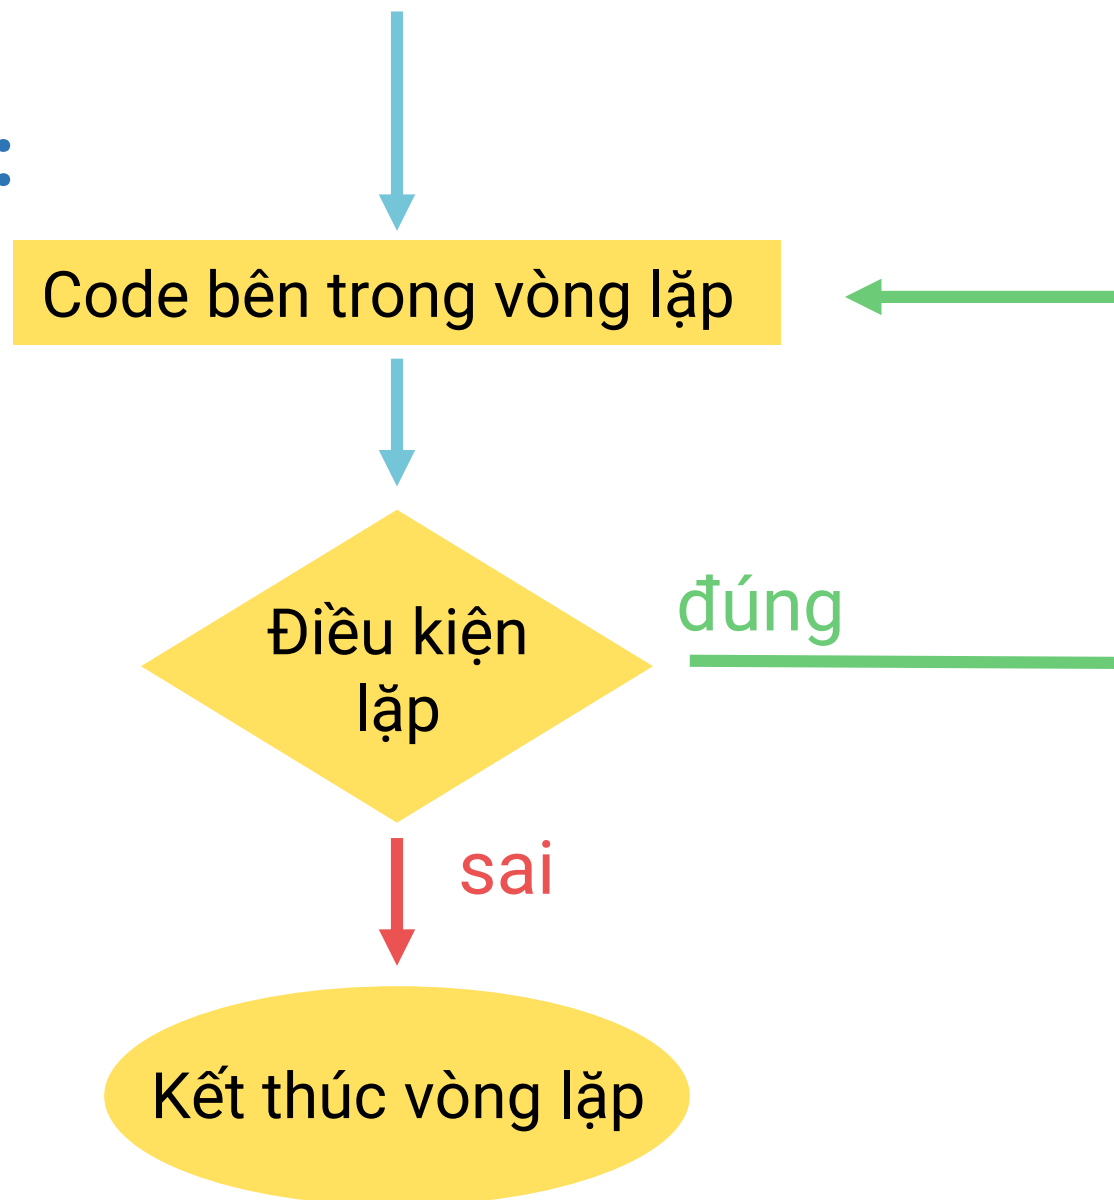 :
Code bên trong vòng lặp
đúng
Điều kiện
lặp
sai
Kết thúc vòng lặp